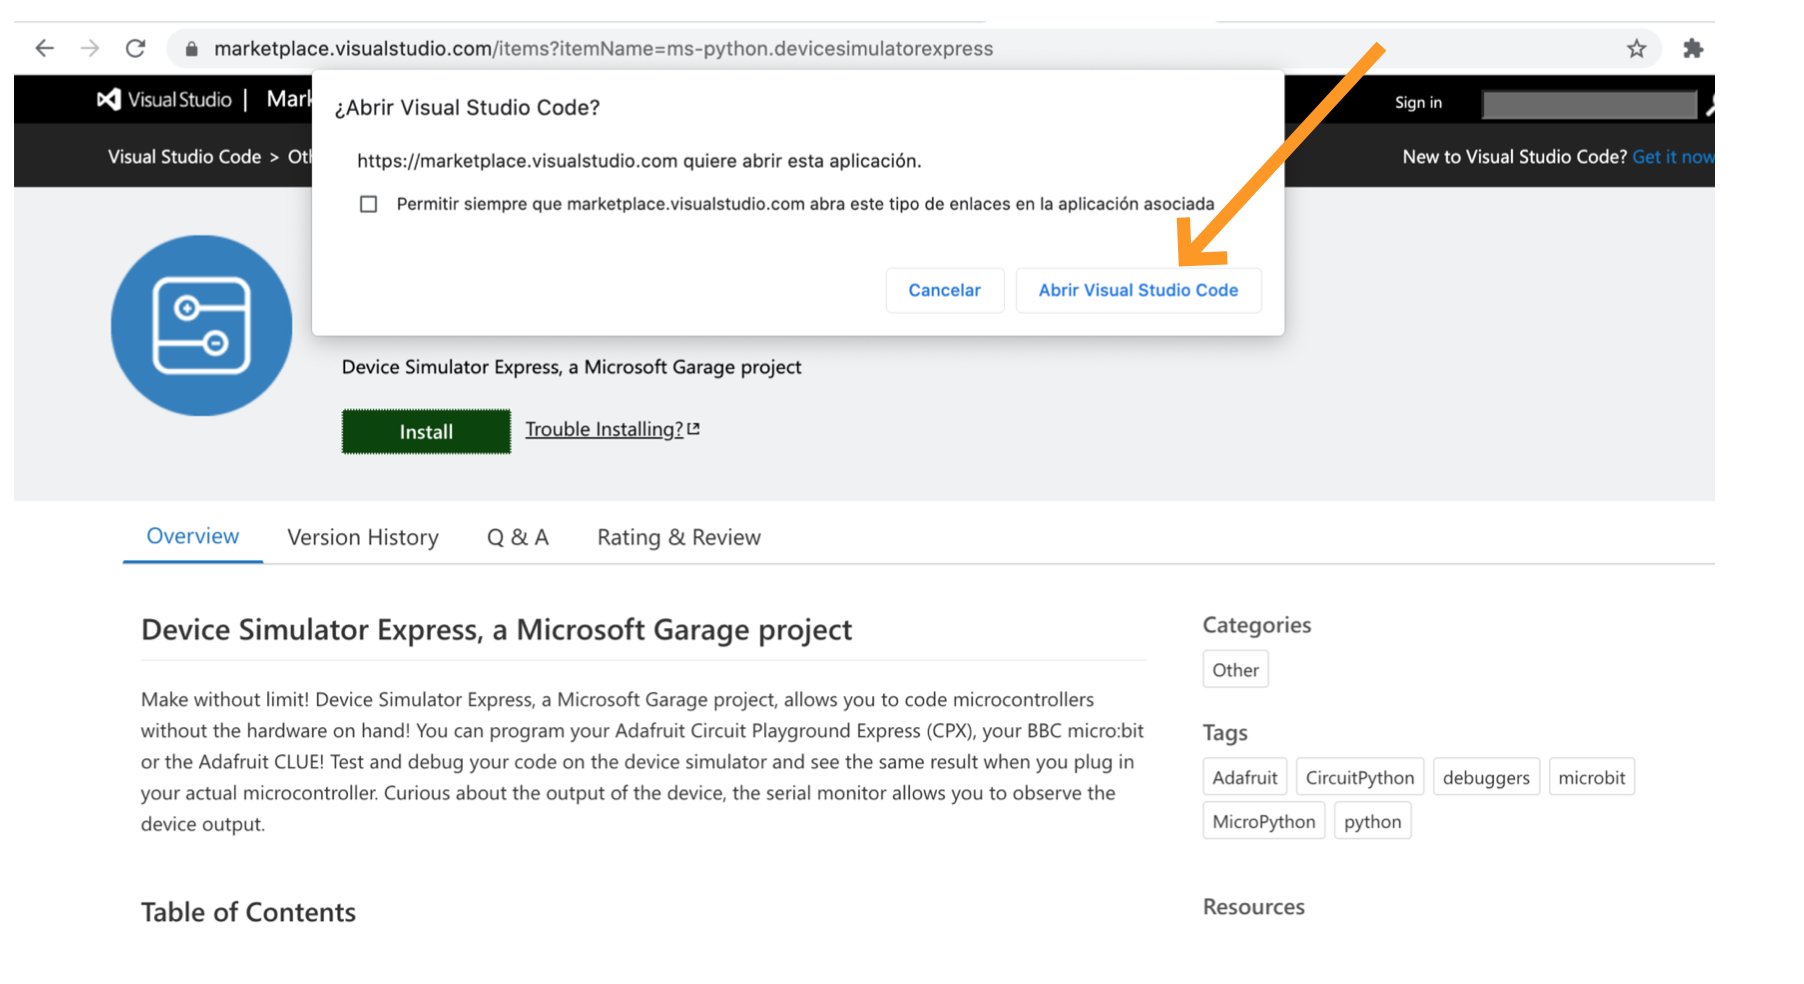 marketplace.visualstudio.com/items?itemName=ms-python.devicesimulatorexpress
Visual Studio | Mark
Sign in
Visual Studio Code > Oth
New to Visual Studio Code? Get it now
¿Abrir Visual Studio Code?
https://marketplace.visualstudio.com quiere abrir esta aplicación.
Permitir siempre que marketplace.visualstudio.com abra este tipo de enlaces en la aplicación asociada
Cancelar
Abrir Visual Studio Code
Device Simulator Express, a Microsoft Garage project
Install
Trouble Installing?
Overview
Version History
Q & A
Rating & Review
Device Simulator Express, a Microsoft Garage project
Make without limit! Device Simulator Express, a Microsoft Garage project, allows you to code microcontrollers
without the hardware on hand! You can program your Adafruit Circuit Playground Express (CPX), your BBC micro:bit
or the Adafruit CLUE! Test and debug your code on the device simulator and see the same result when you plug in
your actual microcontroller. Curious about the output of the device, the serial monitor allows you to observe the
device output.
Table of Contents
Categories
Other
Tags
Adafruit
CircuitPython
debuggers
microbit
MicroPython
python
Resources